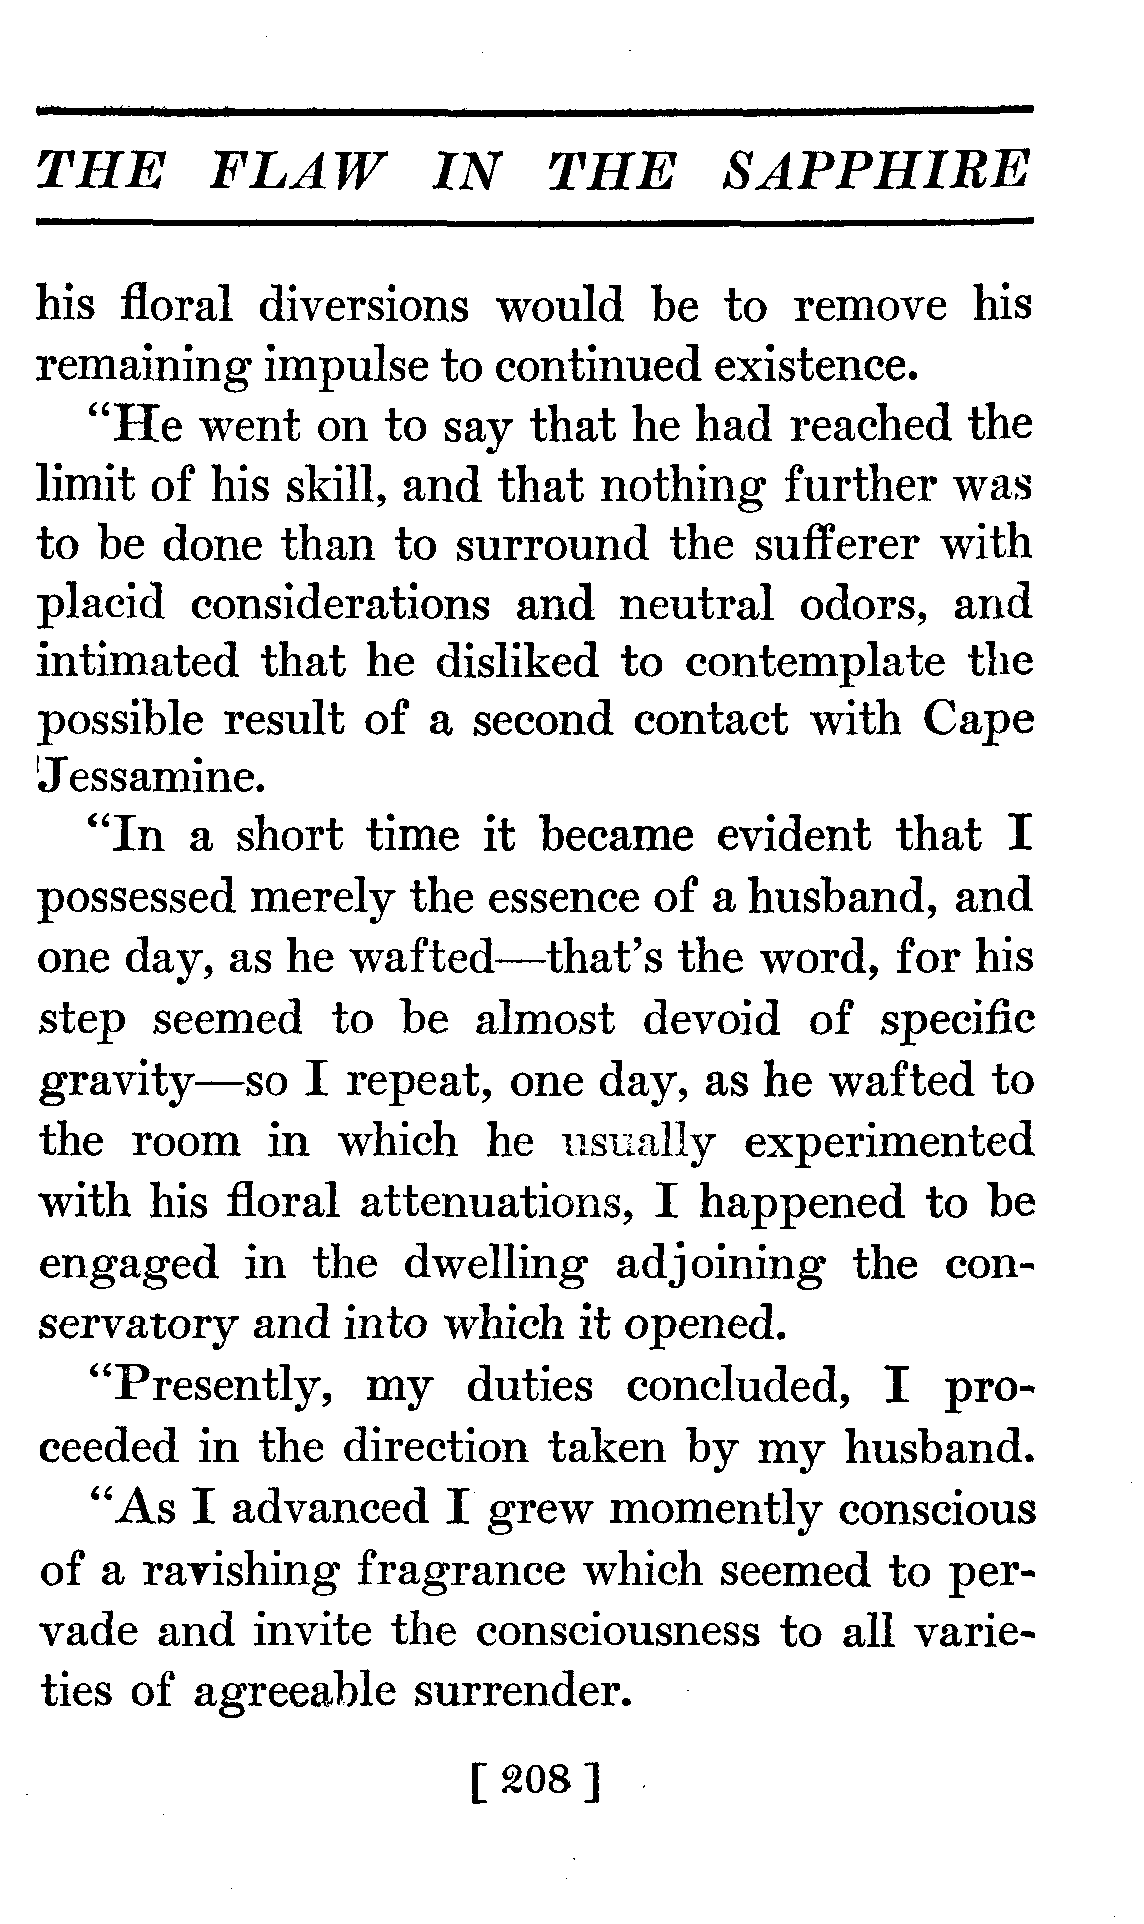 THE FLAW IN THE SAPPHIRE
his floral diversions would be to remove his
remaining impulse to continued existence.
“He went on to say that he had reached the
limit of his skill, and that nothing further was
to be done than to surround the sufferer with
placid considerations and neutral odors, and
intimated that he disliked to contemplate the
possible result of a second contact with Cape
Jessamine.
“In a short time it became evident that I
possessed merely the essence of a husband, and
one day, as he wafted—that’s the word, for his
step seemed to be almost devoid of specific
gravity—so I repeat, one day, as he wafted to
the room in which he usually experimented
with his floral attenuations, I happened to be
engaged in the dwelling adjoining the con-
servatory and into which it opened.
“Presently, my duties concluded, I pro-
ceeded in the direction taken by my husband.
“As I advanced I grew momently conscious
of a ravishing fragrance which seemed to per-
vade and invite the consciousness to all varie-
ties of agreeable surrender.
[ 208 ]